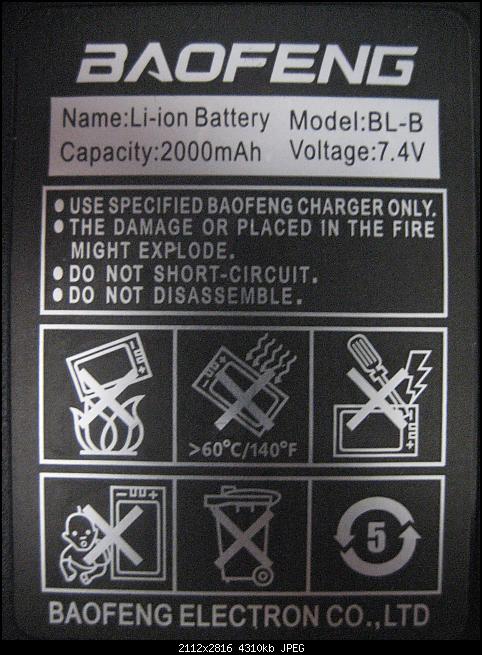 BAOFENG
Name:Li-ion Battery Model:BL-B
Capacity:2000mAh Voltage:7.4V
● USE SPECIFIED BAOFENG CHARGER ONLY.
● THE DAMAGE OR PLACED IN THE FIRE
MIGHT EXPLODE.
● DO NOT SHORT-CIRCUIT.
● DO NOT DISASSEMBLE.
>60°C/140°F
5
BAOFENG ELECTRON CO.,LTD
2112x2816 4310kb JPEG